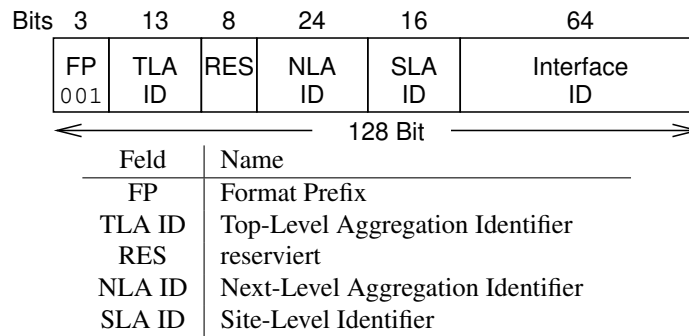 Bits 3 13 8 24 16 64
FP TLA RES NLA SLA Interface
001 ID ID ID ID
128 Bit
Feld Name
FP Format Prefix
TLA ID Top-Level Aggregation Identifier
RES reserviert
NLA ID Next-Level Aggregation Identifier
SLA ID Site-Level Identifier